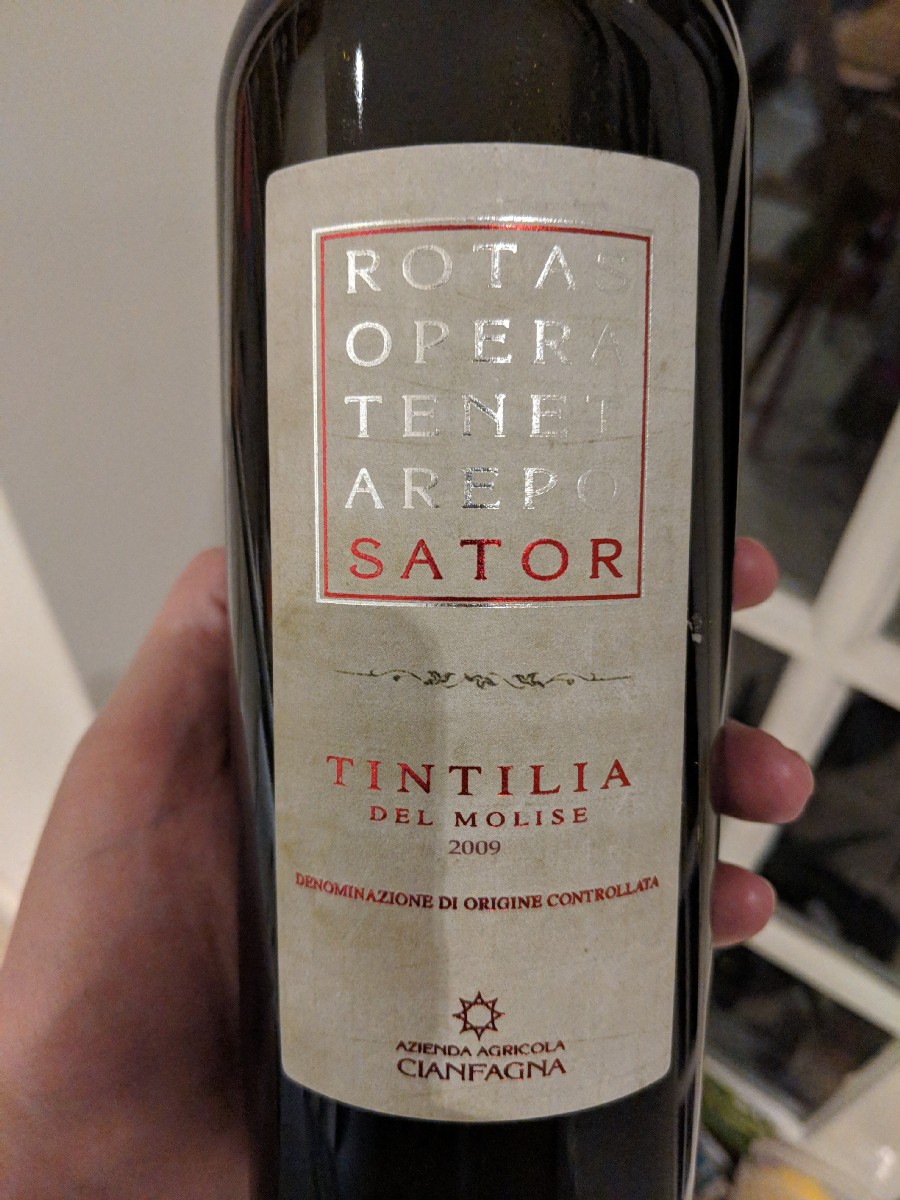 ROTAS
OPERA
TENET
AREPO
SATOR
TINTILIA
DEL MOLISE
2009
DENOMINAZIONE DI ORIGINE CONTROLLATA
AZIENDA AGRICOLA
CIANFAGNA